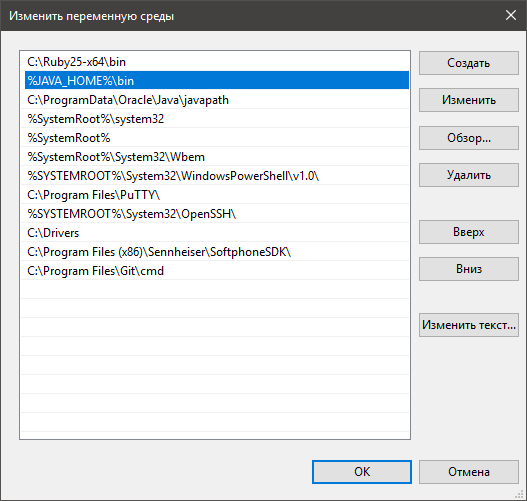 Изменить переменную среды
C:\Ruby25-x64\bin
%JAVA_HOME%\bin
C:\ProgramData\Oracle\Java\javapath
%SystemRoot%\system32
%SystemRoot%
%SystemRoot%\System32\Wbem
%SYSTEMROOT%\System32\WindowsPowerShell\v1.0\
C:\Program Files\PuTTY\
%SYSTEMROOT%\System32\OpenSSH\
C:\Drivers
C:\Program Files (x86)\Sennheiser\SoftphoneSDK\
C:\Program Files\Git\cmd
Создать
Изменить
Обзор...
Удалить
Вверх
Вниз
Изменить текст...
ОК
Отмена